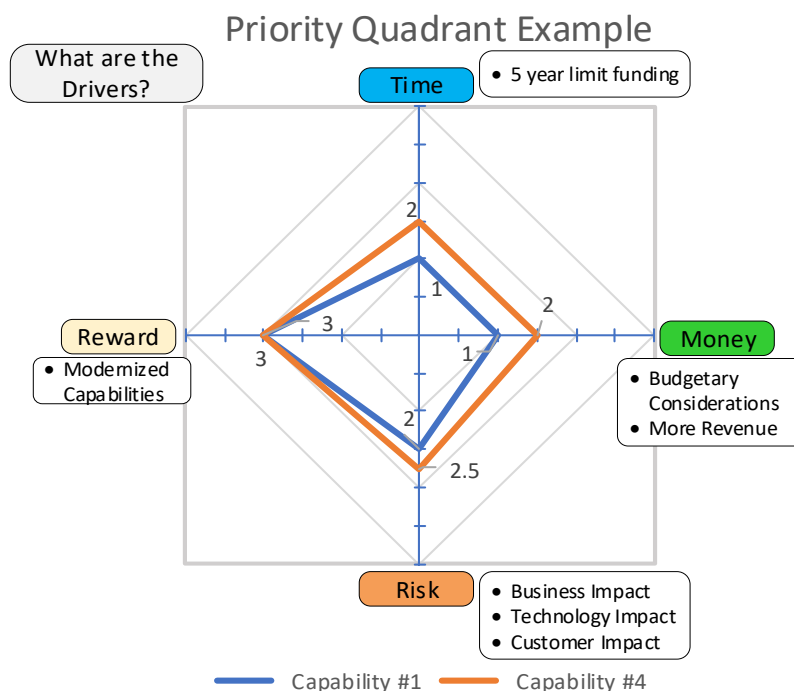 Priority Quadrant Example
What are the
Drivers?
Time
• 5 year limit funding
2
1
2
3
Reward
Money
3
1
• Modernized
Capabilities
• Budgetary
Considerations
• More Revenue
2
2.5
Risk
• Business Impact
• Technology Impact
• Customer Impact
Capability #1
Capability #4